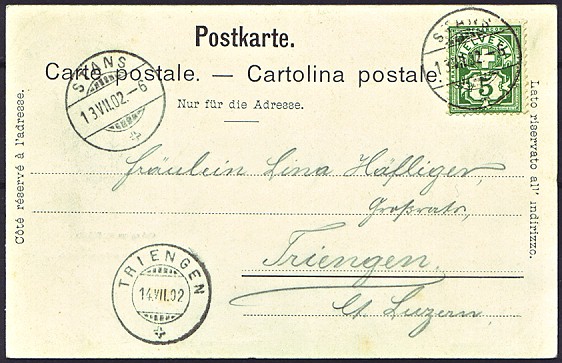 Postkarte.
Carte postale. — Cartolina postale.
Nur für die Adresse.
Côté réservé à l'adresse.
Lato riservato all' indirizzo.
STANS
13.VII.02.-6
STANS
HELVETIA
5
Fräulein Lina Häfliger,
Großrats,
Triengen.
Ct. Luzern.
TRIENGEN
14.VII.02